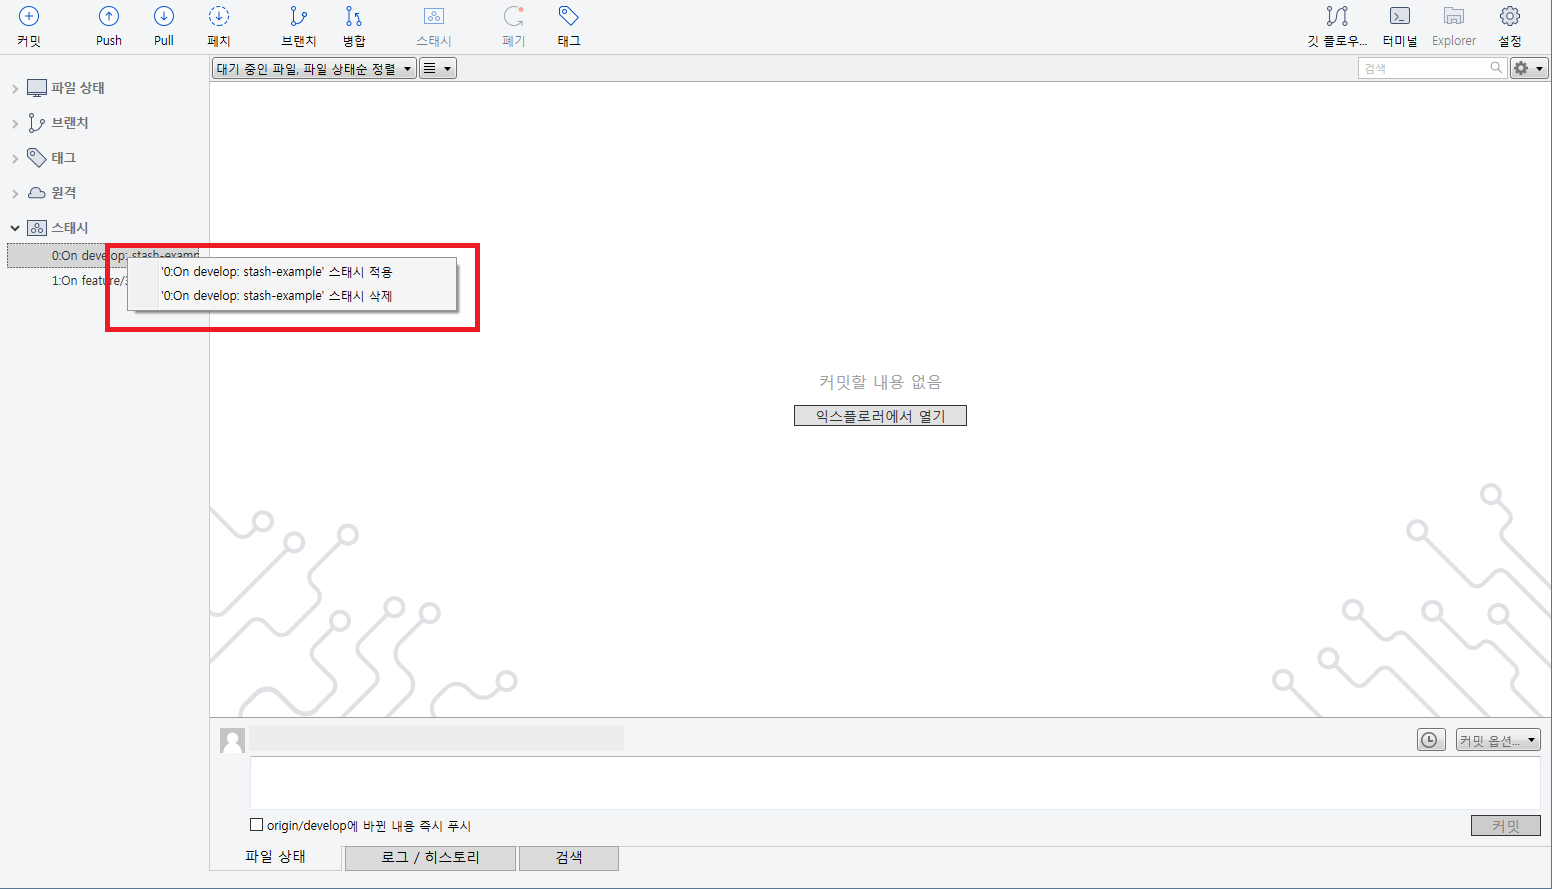 커밋 Push Pull 페치 브랜치 병합 스태시 폐기 태그 깃 플로우... 터미널 Explorer 설정
대기 중인 파일, 파일 상태순 정렬
검색
파일 상태
브랜치
태그
원격
스태시
0:On develop: stash-examp
1:On feature/3
'0:On develop: stash-example' 스태시 적용
'0:On develop: stash-example' 스태시 삭제
커밋할 내용 없음
익스플로러에서 열기
커밋 옵션...
origin/develop에 바뀐 내용 즉시 푸시
커밋
파일 상태 로그 / 히스토리 검색